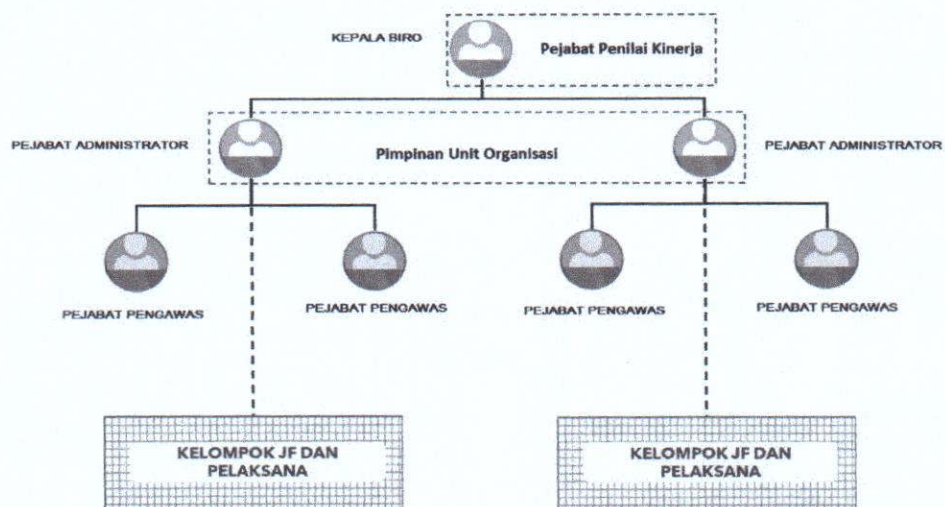 KEPALA BIRO
Pejabat Penilai Kinerja
PEJABAT ADMINISTRATOR
Pimpinan Unit Organisasi
PEJABAT ADMINISTRATOR
PEJABAT PENGAWAS
PEJABAT PENGAWAS
PEJABAT PENGAWAS
PEJABAT PENGAWAS
KELOMPOK JF DAN
PELAKSANA
KELOMPOK JF DAN
PELAKSANA